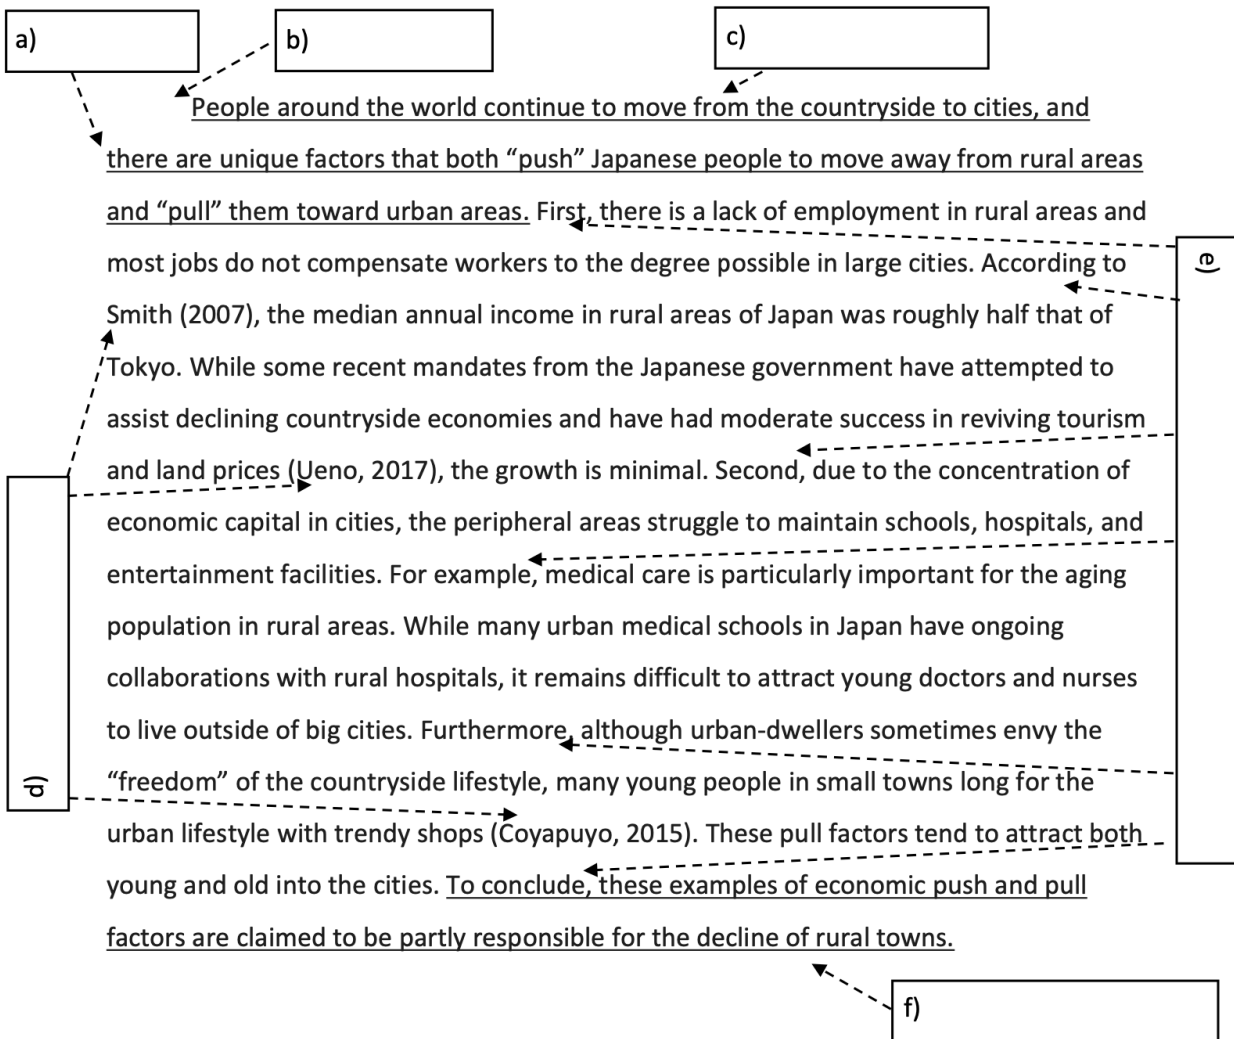 a)
b)
c)
People around the world continue to move from the countryside to cities, and
there are unique factors that both “push” Japanese people to move away from rural areas
and “pull” them toward urban areas. First, there is a lack of employment in rural areas and
most jobs do not compensate workers to the degree possible in large cities. According to
e)
Smith (2007), the median annual income in rural areas of Japan was roughly half that of
Tokyo. While some recent mandates from the Japanese government have attempted to
assist declining countryside economies and have had moderate success in reviving tourism
and land prices (Ueno, 2017), the growth is minimal. Second, due to the concentration of
economic capital in cities, the peripheral areas struggle to maintain schools, hospitals, and
entertainment facilities. For example, medical care is particularly important for the aging
population in rural areas. While many urban medical schools in Japan have ongoing
collaborations with rural hospitals, it remains difficult to attract young doctors and nurses
to live outside of big cities. Furthermore, although urban-dwellers sometimes envy the
“freedom” of the countryside lifestyle, many young people in small towns long for the
d)
urban lifestyle with trendy shops (Coyapuyo, 2015). These pull factors tend to attract both
young and old into the cities. To conclude, these examples of economic push and pull
factors are claimed to be partly responsible for the decline of rural towns.
f)